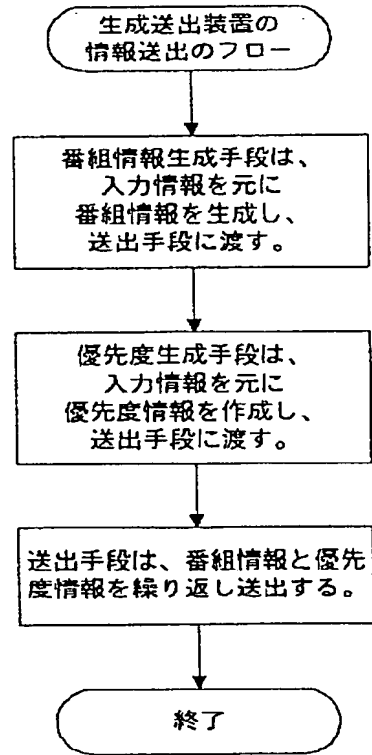 生成送出装置の
情報送出のフロー
番組情報生成手段は、
入力情報を元に
番組情報を生成し、
送出手段に渡す。
優先度生成手段は、
入力情報を元に
優先度情報を作成し、
送出手段に渡す。
送出手段は、番組情報と優先
度情報を繰り返し送出する。
終了